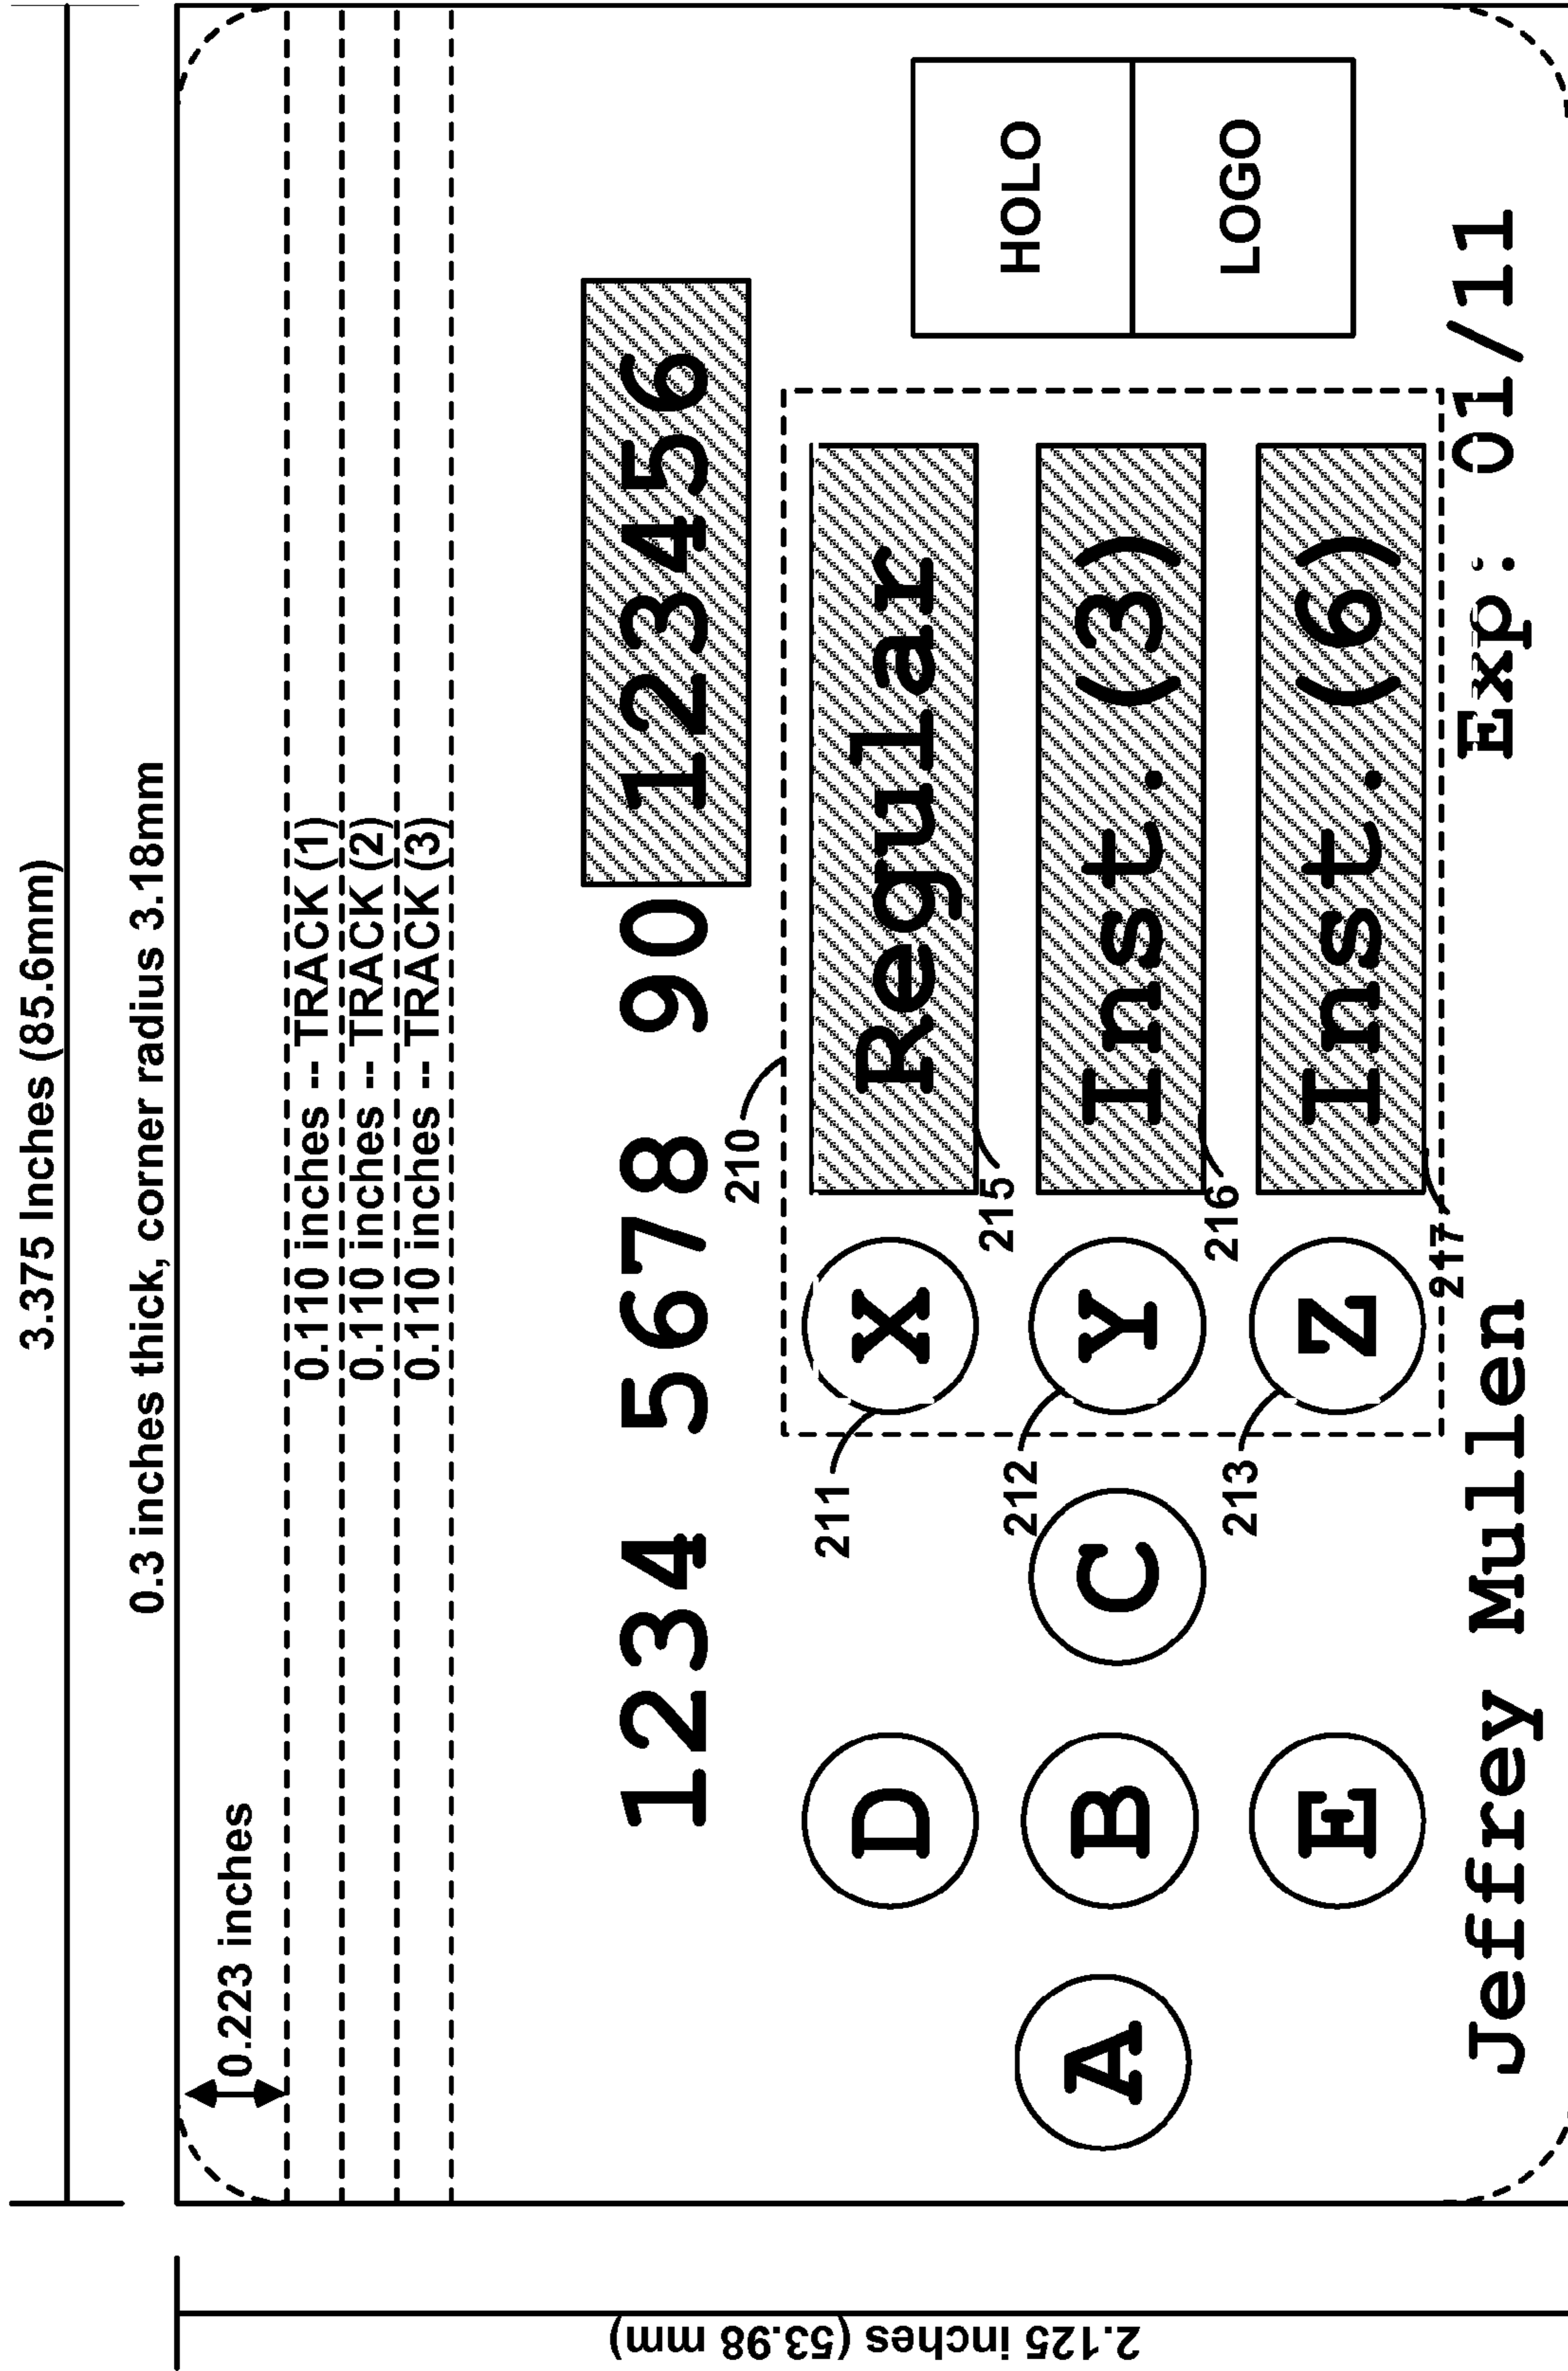 3.375 Inches (85.6mm)
0.3 inches thick, corner radius 3.18mm
0.223 inches
0.110 inches -- TRACK (1)
0.110 inches -- TRACK (2)
0.110 inches -- TRACK (3)
2.125 inches (53.98 mm)
1234 5678 90 123456
210
211
X
Regular
215
D
212
Y
Inst.(3)
216
A
B
C
213
Z
Inst.(6)
217
E
HOLO
LOGO
Jeffrey Mullen
Exp: 01/11